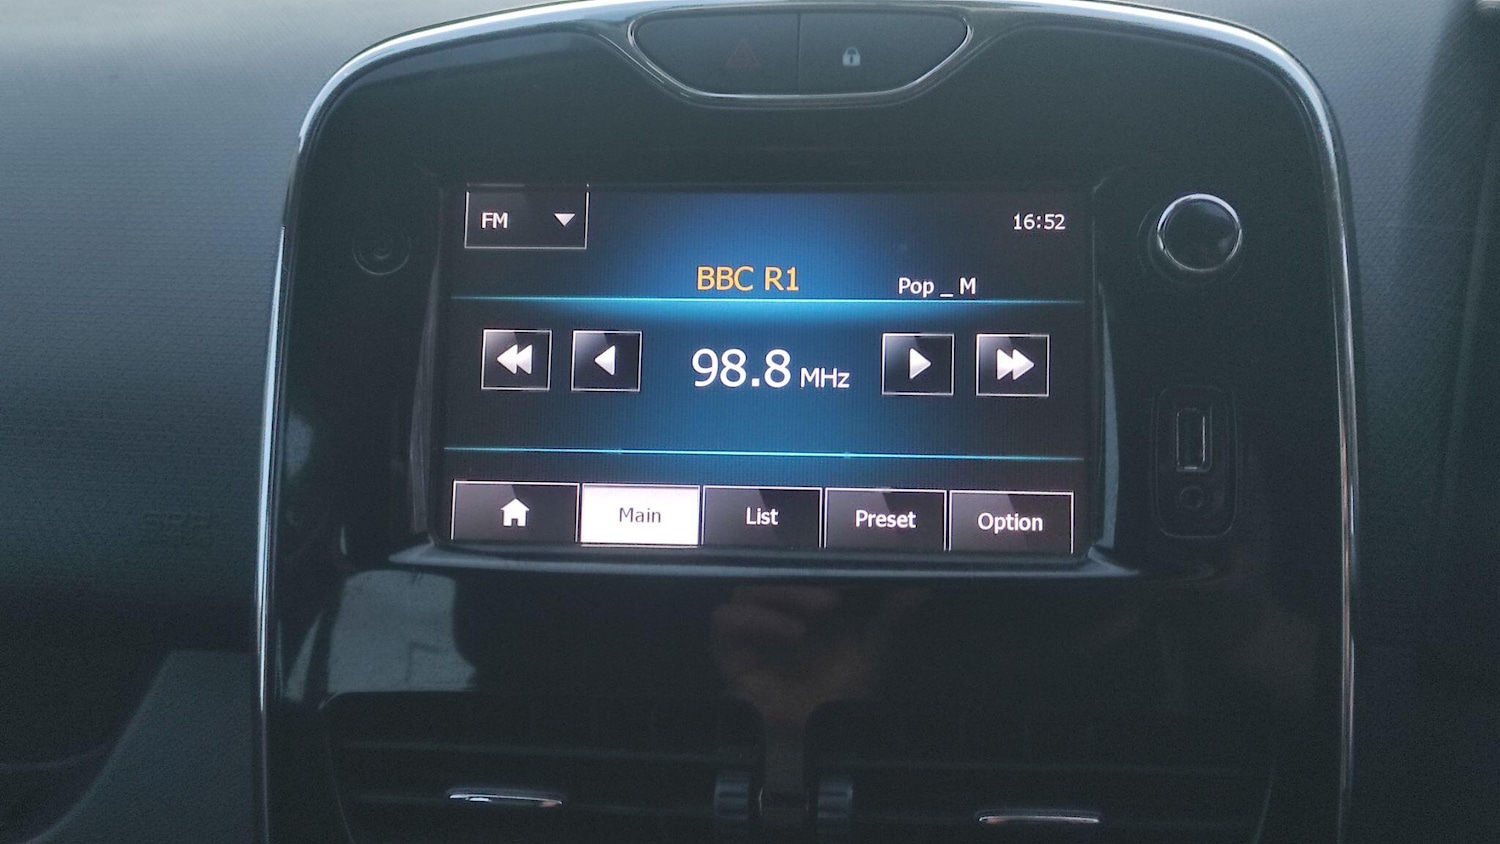 FM
16:52
BBC R1
Pop _ M
98.8 MHz
Main
List
Preset
Option